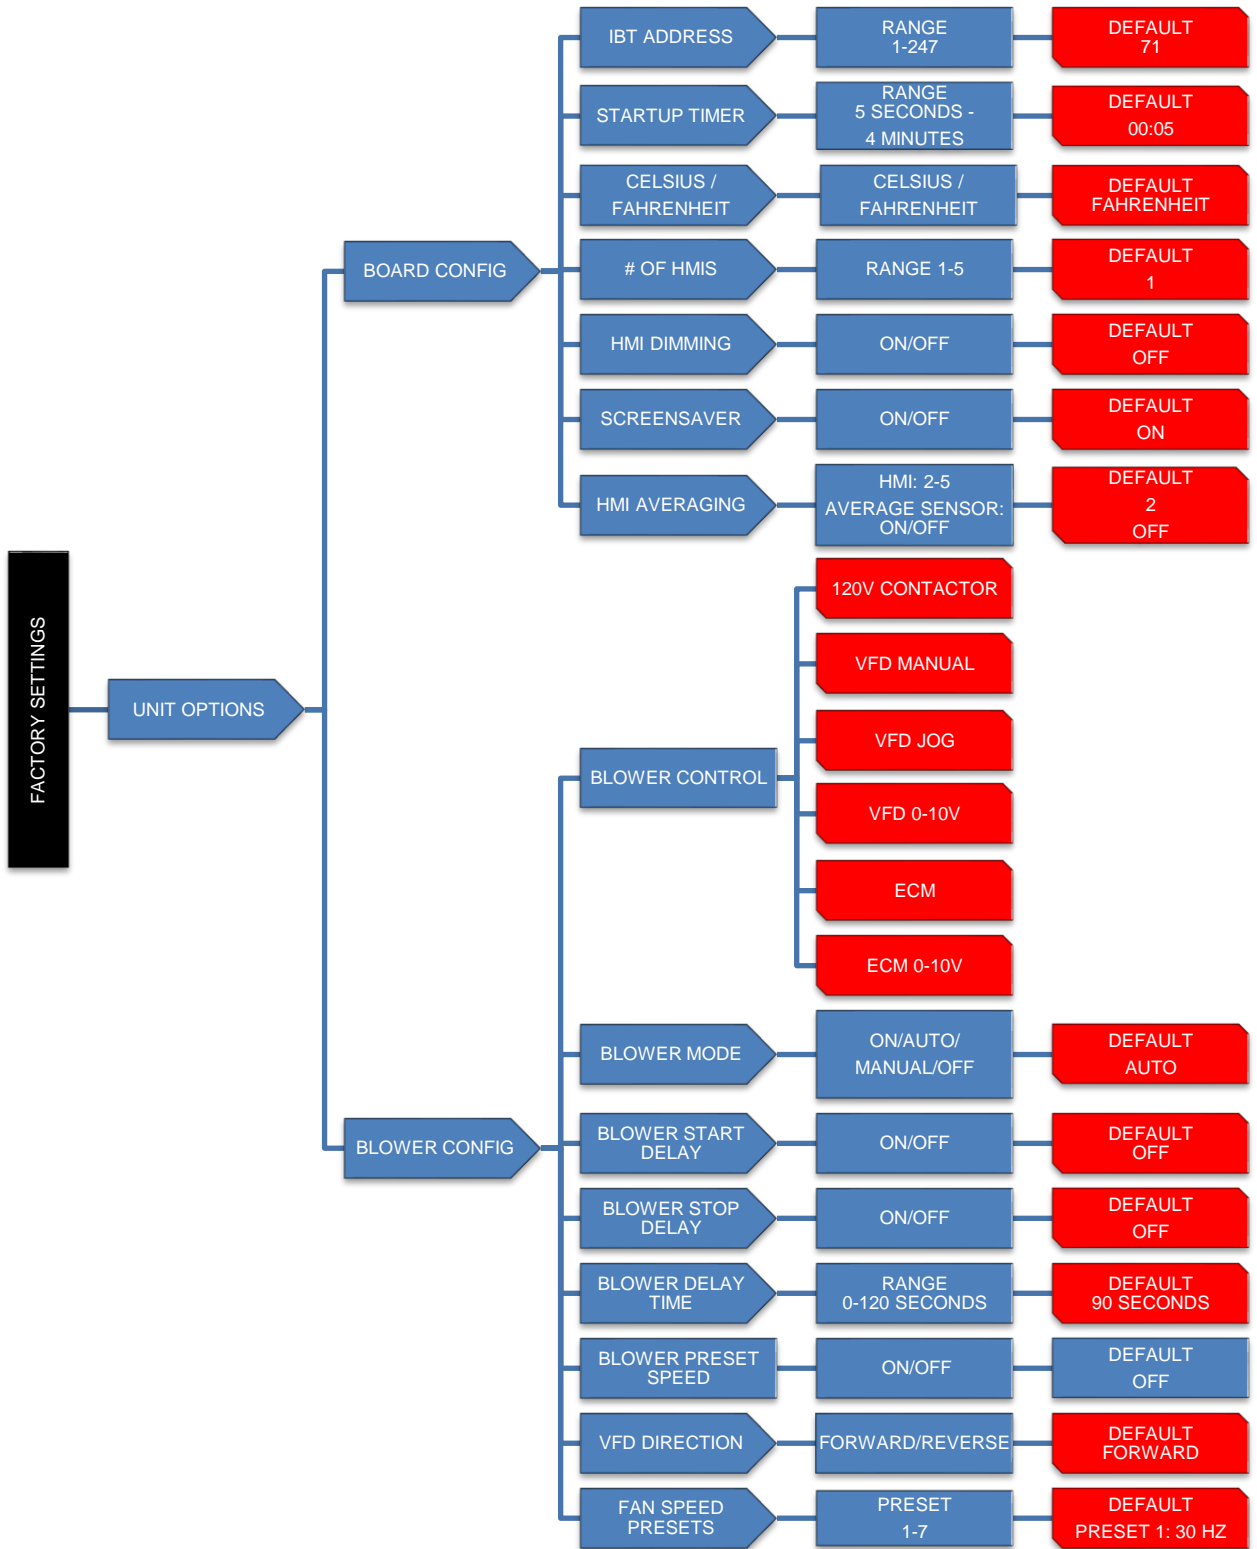 FACTORY SETTINGS
UNIT OPTIONS
BOARD CONFIG
IBT ADDRESS
RANGE
1-247
DEFAULT
71
STARTUP TIMER
RANGE
5 SECONDS -
4 MINUTES
DEFAULT
00:05
CELSIUS /
FAHRENHEIT
CELSIUS /
FAHRENHEIT
DEFAULT
FAHRENHEIT
# OF HMIS
RANGE 1-5
DEFAULT
1
HMI DIMMING
ON/OFF
DEFAULT
OFF
SCREENSAVER
ON/OFF
DEFAULT
ON
HMI AVERAGING
HMI: 2-5
AVERAGE SENSOR:
ON/OFF
DEFAULT
2
OFF
BLOWER CONFIG
BLOWER CONTROL
120V CONTACTOR
VFD MANUAL
VFD JOG
VFD 0-10V
ECM
ECM 0-10V
BLOWER MODE
ON/AUTO/
MANUAL/OFF
DEFAULT
AUTO
BLOWER START
DELAY
ON/OFF
DEFAULT
OFF
BLOWER STOP
DELAY
ON/OFF
DEFAULT
OFF
BLOWER DELAY
TIME
RANGE
0-120 SECONDS
DEFAULT
90 SECONDS
BLOWER PRESET
SPEED
ON/OFF
DEFAULT
OFF
VFD DIRECTION
FORWARD/REVERSE
DEFAULT
FORWARD
FAN SPEED
PRESETS
PRESET
1-7
DEFAULT
PRESET 1: 30 HZ